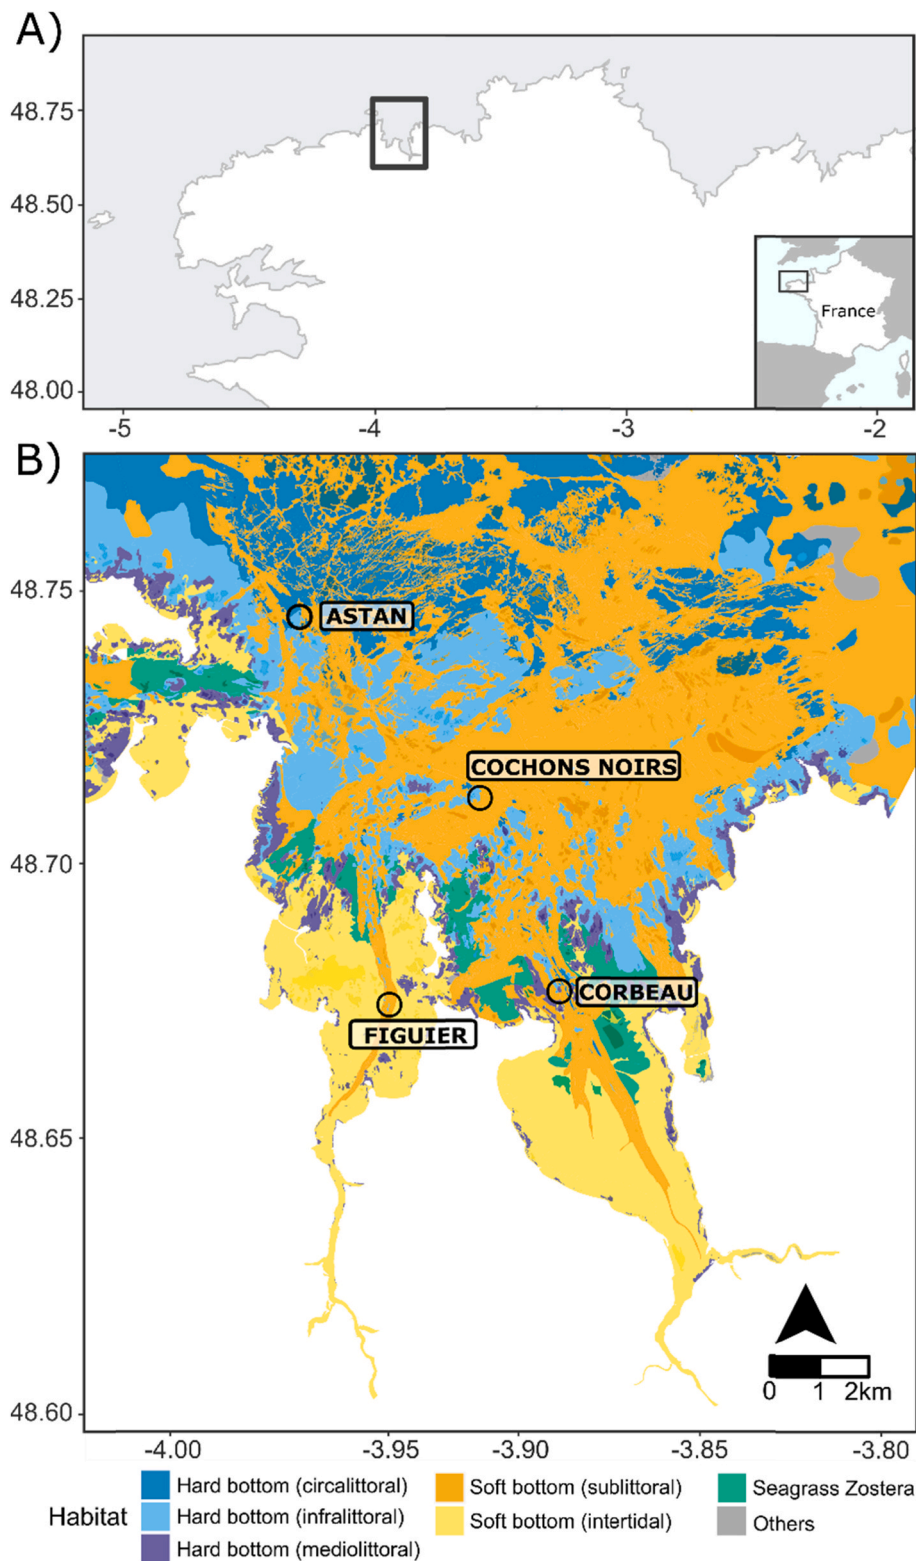 A)
48.75
48.50
48.25
48.00
France
-5
-4
-3
-2
B)
48.75
ASTAN
COCHONS NOIRS
48.70
CORBEAU
FIGUIER
48.65
0 1 2km
48.60
-4.00
-3.95
-3.90
-3.85
-3.80
Habitat
Hard bottom (circalittoral)
Hard bottom (infralittoral)
Hard bottom (mediolittoral)
Soft bottom (sublittoral)
Soft bottom (intertidal)
Seagrass Zostera
Others